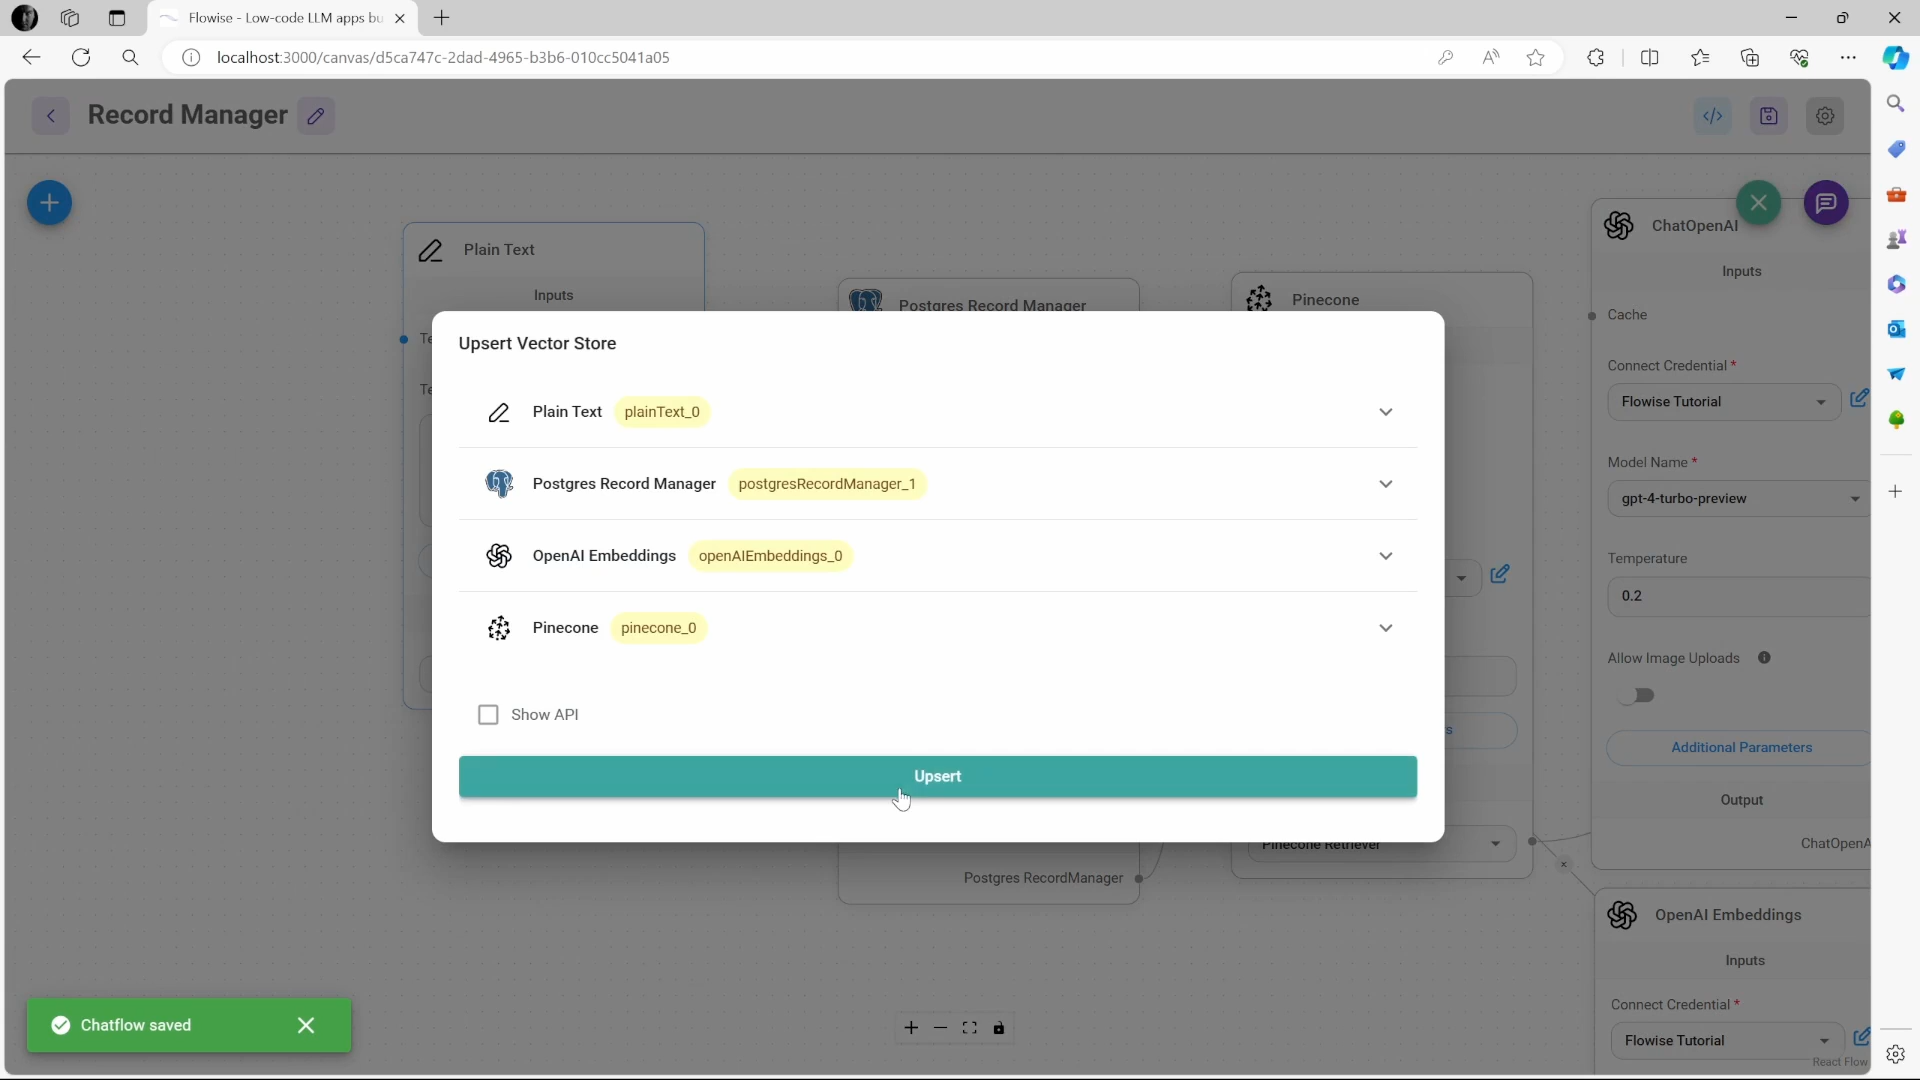 Flowise - Low-code LLM apps bu
localhost:3000/canvas/d5ca747c-2dad-4965-b3b6-010cc5041a05
Record Manager
Plain Text
Inputs
Postgres Record Manager
Pinecone
ChatOpenAI
Inputs
Cache
Connect Credential *
Flowise Tutorial
Model Name *
gpt-4-turbo-preview
Temperature
0.2
Allow Image Uploads
Additional Parameters
Output
ChatOpenA
Upsert Vector Store
Plain Text plainText_0
Postgres Record Manager postgresRecordManager_1
OpenAI Embeddings openAIEmbeddings_0
Pinecone pinecone_0
Show API
Upsert
Pinecone Retriever
Postgres RecordManager
OpenAI Embeddings
Inputs
Connect Credential *
Flowise Tutorial
React Flow
Chatflow saved